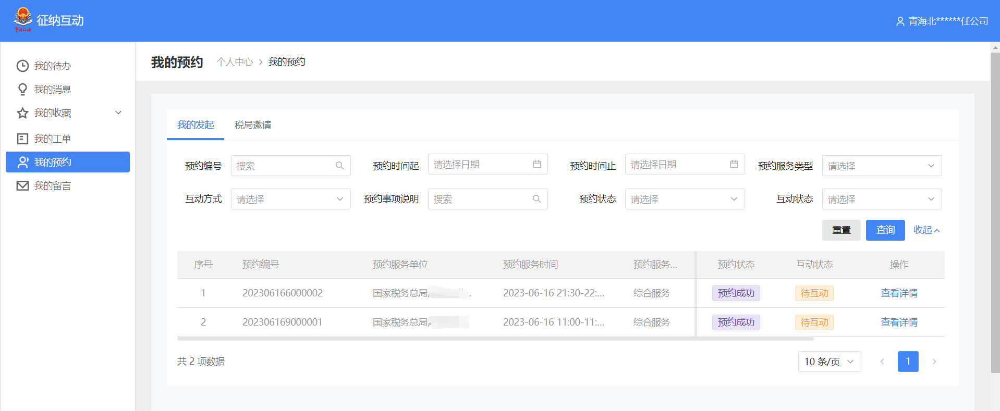 征纳互动
青海北******任公司
我的待办
我的消息
我的收藏
我的工单
我的预约
我的留言
我的预约 个人中心 > 我的预约
我的发起 税局邀请
预约编号 搜索 预约时间起 请选择日期 预约时间止 请选择日期 预约服务类型 请选择
互动方式 请选择 预约事项说明 搜索 预约状态 请选择 互动状态 请选择
重置 查询 收起
序号 预约编号 预约服务单位 预约服务时间 预约服务... 预约状态 互动状态 操作
1 202306166000002 国家税务总局 2023-06-16 21:30-22:... 综合服务 预约成功 待互动 查看详情
2 202306169000001 国家税务总局 2023-06-16 11:00-11:... 综合服务 预约成功 待互动 查看详情
共 2 项数据 10 条/页 < 1 >